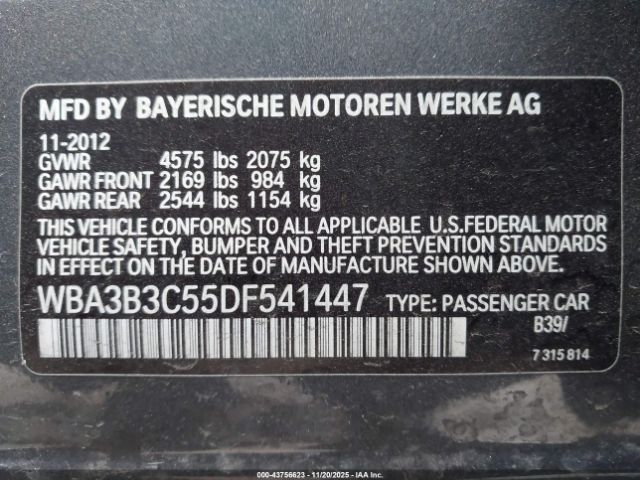 MFD BY BAYERISCHE MOTOREN WERKE AG
11-2012
GVWR 4575 lbs 2075 kg
GAWR FRONT 2169 lbs 984 kg
GAWR REAR 2544 lbs 1154 kg
THIS VEHICLE CONFORMS TO ALL APPLICABLE U.S.FEDERAL MOTOR
VEHICLE SAFETY, BUMPER AND THEFT PREVENTION STANDARDS
IN EFFECT ON THE DATE OF MANUFACTURE SHOWN ABOVE.
WBA3B3C55DF541447 TYPE: PASSENGER CAR
B39/
7 315 814
000-43756623 - 11/20/2025 - IAA Inc.